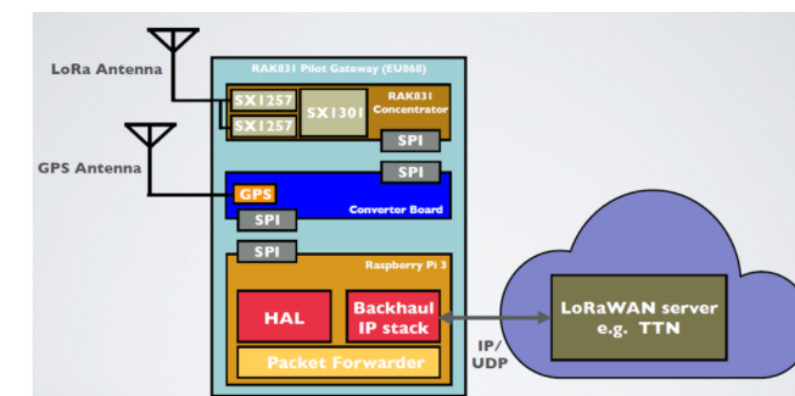 LoRa Antenna
GPS Antenna
RAK831 Pilot Gateway (EU868)
SX1257
SX1257
SX1301
RAK831
Concentrator
SPI
SPI
GPS
Converter Board
SPI
SPI
Raspberry Pi 3
HAL
Backhaul
IP stack
Packet Forwarder
IP/
UDP
LoRaWAN server
e.g. TTN